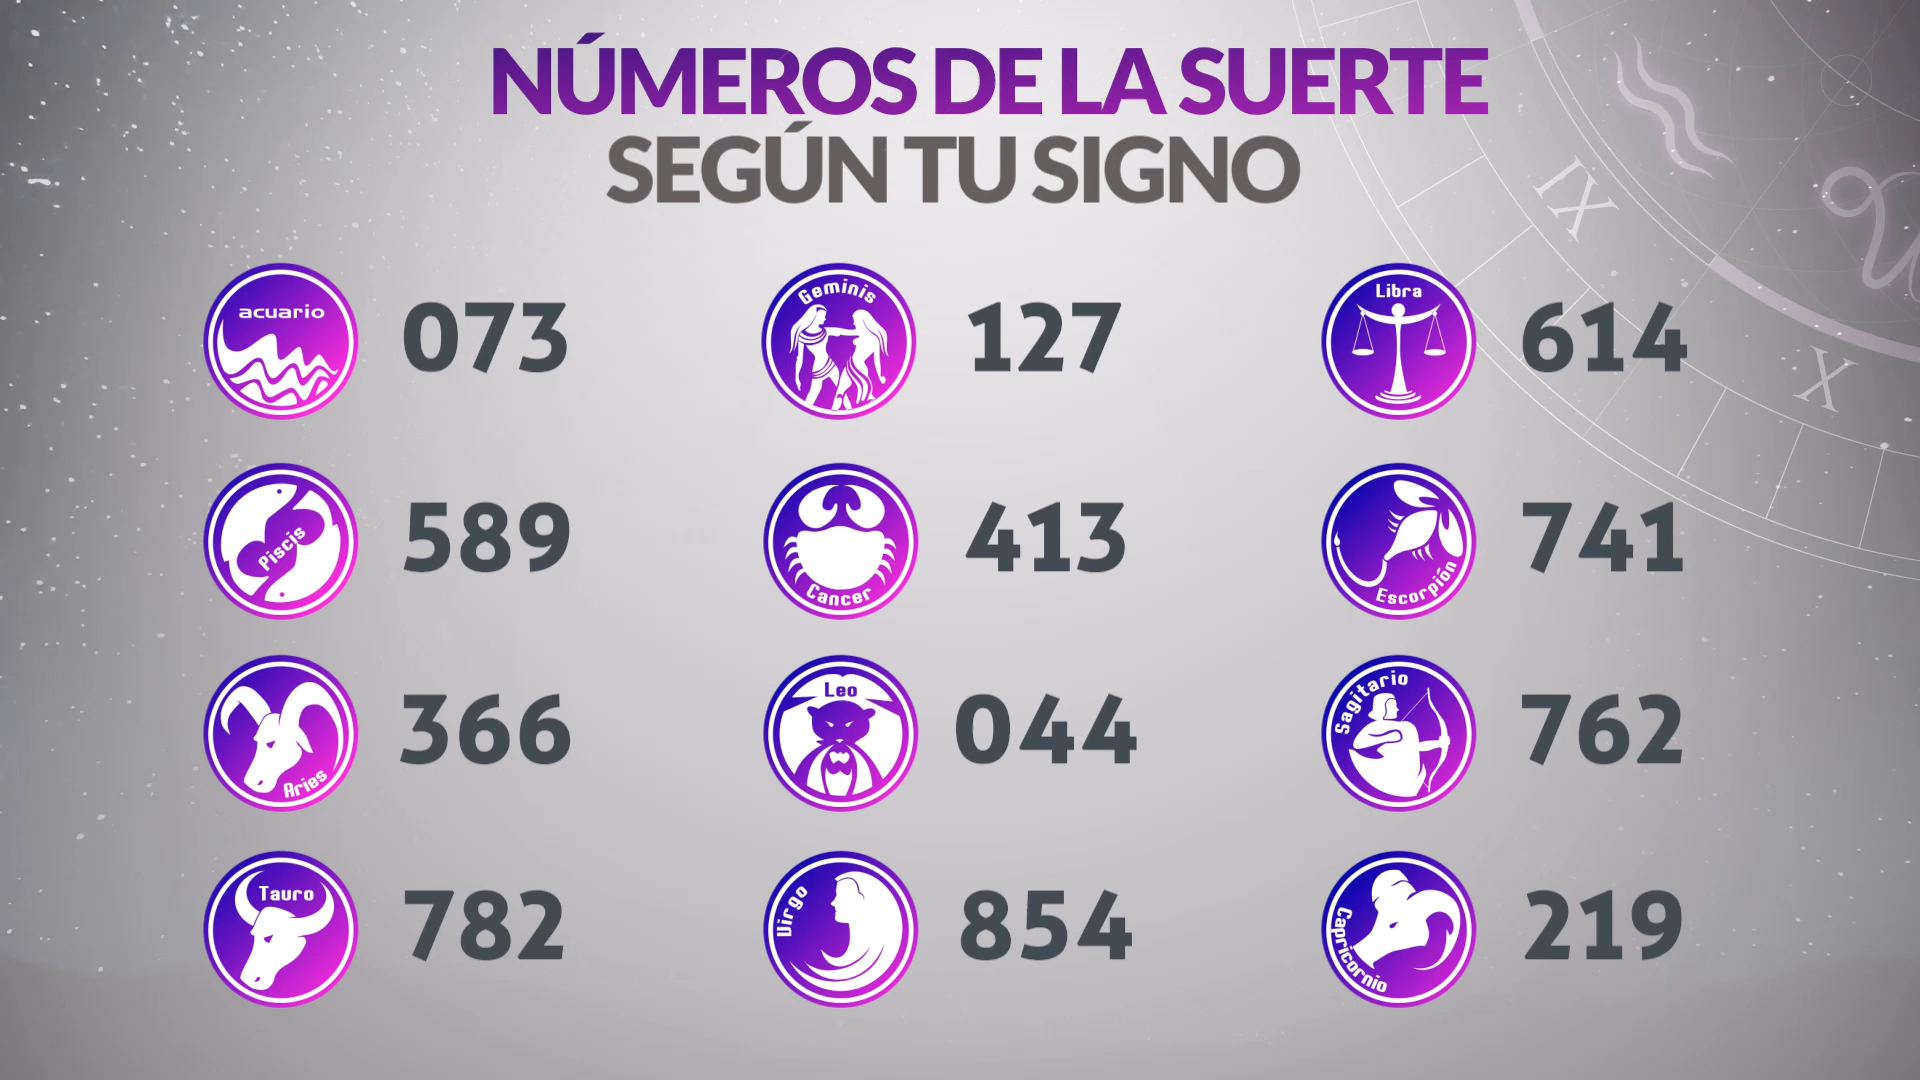 NÚMEROS DE LA SUERTE
SEGÚN TU SIGNO
acuario 073
Geminis 127
Libra 614
Piscis 589
Cancer 413
Escorpión 741
Aries 366
Leo 044
Sagitario 762
Tauro 782
Virgo 854
Capricornio 219
IX
X